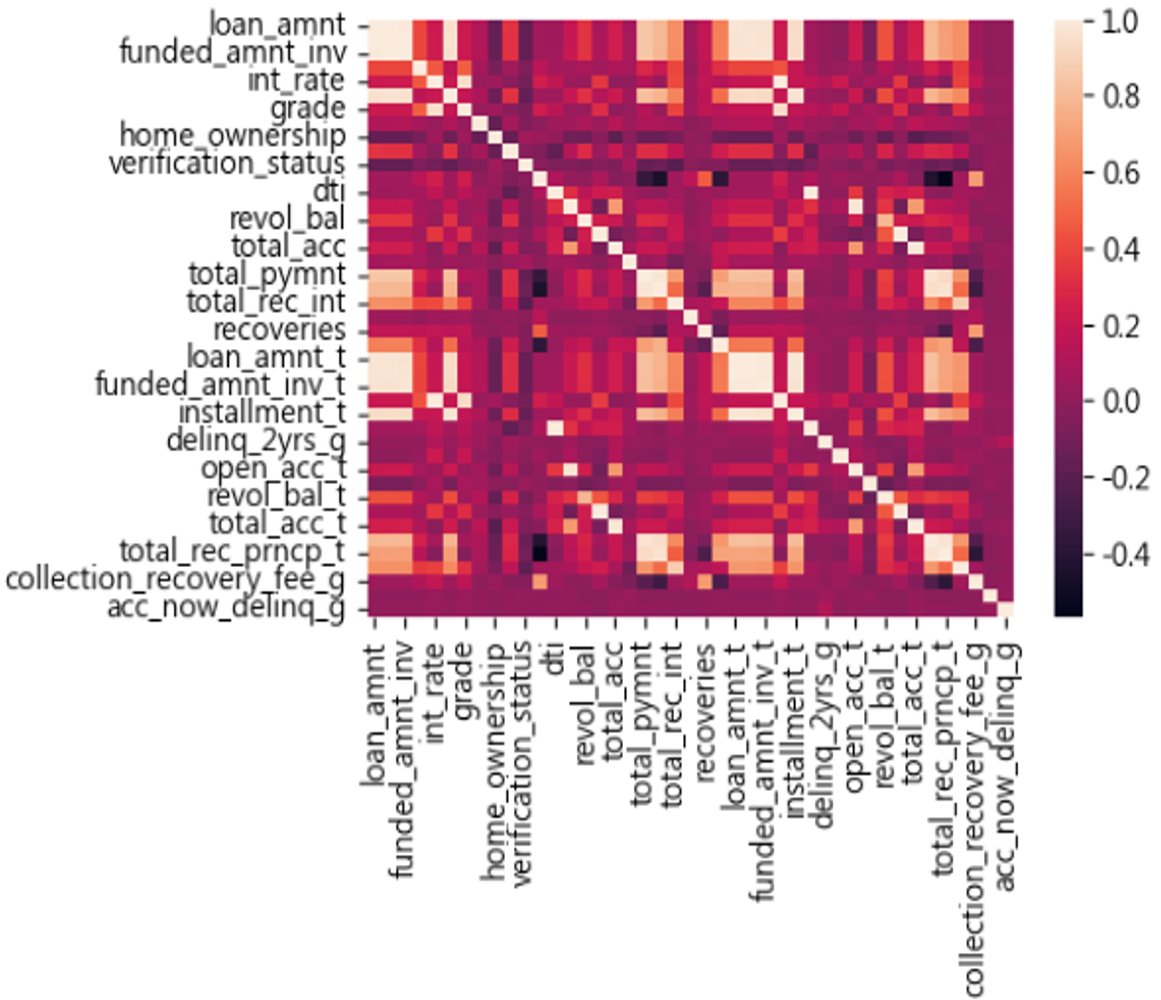 loan_amnt
funded_amnt_inv
int_rate
grade
home_ownership
verification_status
dti
revol_bal
total_acc
total_pymnt
total_rec_int
recoveries
loan_amnt_t
funded_amnt_inv_t
installment_t
delinq_2yrs_g
open_acc_t
revol_bal_t
total_acc_t
total_rec_prncp_t
collection_recovery_fee_g
acc_now_delinq_g
1.0
0.8
0.6
0.4
0.2
0.0
-0.2
-0.4
loan_amnt
funded_amnt_inv
int_rate
grade
home_ownership
verification_status
dti
revol_bal
total_acc
total_pymnt
total_rec_int
recoveries
loan_amnt_t
funded_amnt_inv_t
installment_t
delinq_2yrs_g
open_acc_t
revol_bal_t
total_acc_t
total_rec_prncp_t
collection_recovery_fee_g
acc_now_delinq_g